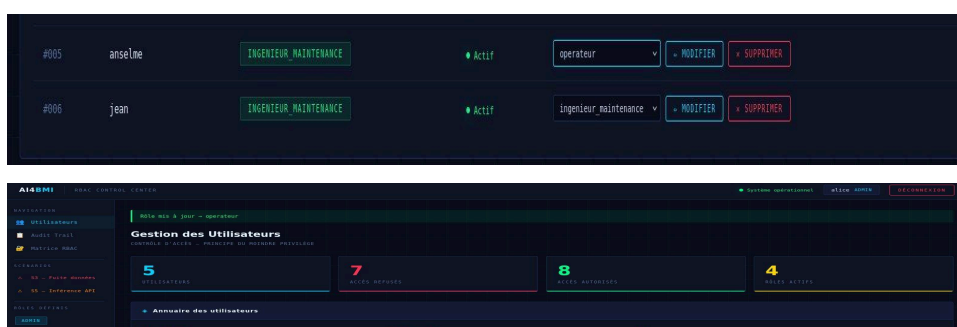 #005 anselme INGENIEUR_MAINTENANCE Actif operateur MODIFIER x SUPPRIMER
#006 jean INGENIEUR_MAINTENANCE Actif ingenieur_maintenance MODIFIER x SUPPRIMER
AI4BMI RBAC CONTROL CENTER Système opérationnel alice ADMIN DÉCONNEXION
NAVIGATION
Utilisateurs
Audit Trail
Matrice RBAC
SCÉNARIOS
S2 — Fuite données
S5 — Inférence API
RÔLES DÉFINIS
ADMIN
Rôle mis à jour → operateur
Gestion des Utilisateurs
CONTRÔLE D'ACCÈS — PRINCIPE DU MOINDRE PRIVILÈGE
5
UTILISATEURS
7
ACCÈS REFUSÉS
8
ACCÈS AUTORISÉS
4
RÔLES ACTIFS
Annuaire des utilisateurs